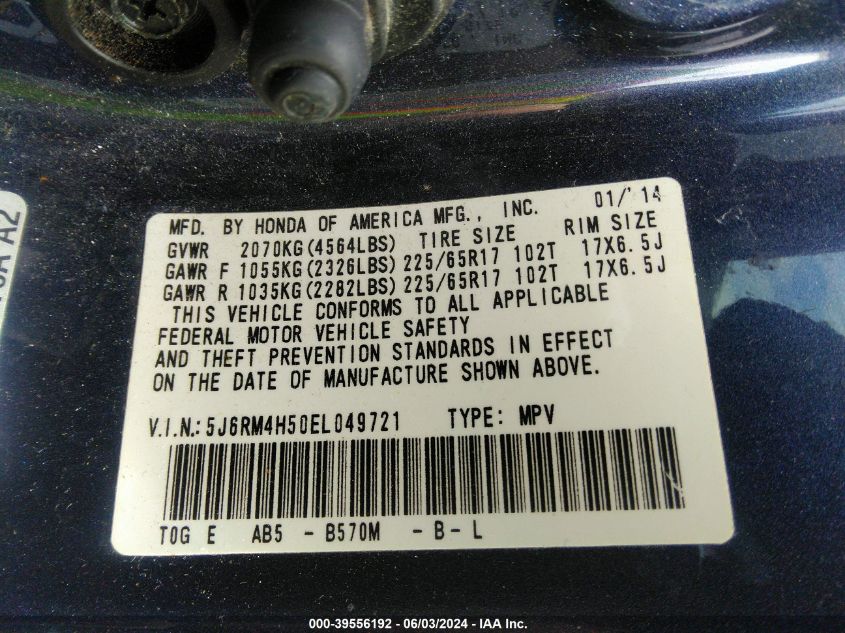 MFD. BY HONDA OF AMERICA MFG., INC. 01/'14
GVWR 2070KG(4564LBS) TIRE SIZE RIM SIZE
GAWR F 1055KG(2326LBS) 225/65R17 102T 17X6.5J
GAWR R 1035KG(2282LBS) 225/65R17 102T 17X6.5J
THIS VEHICLE CONFORMS TO ALL APPLICABLE
FEDERAL MOTOR VEHICLE SAFETY
AND THEFT PREVENTION STANDARDS IN EFFECT
ON THE DATE OF MANUFACTURE SHOWN ABOVE.
V.I.N.: 5J6RM4H50EL049721 TYPE: MPV
T0G E AB5 - B570M - B - L
A2
000-39556192 - 06/03/2024 - IAA Inc.